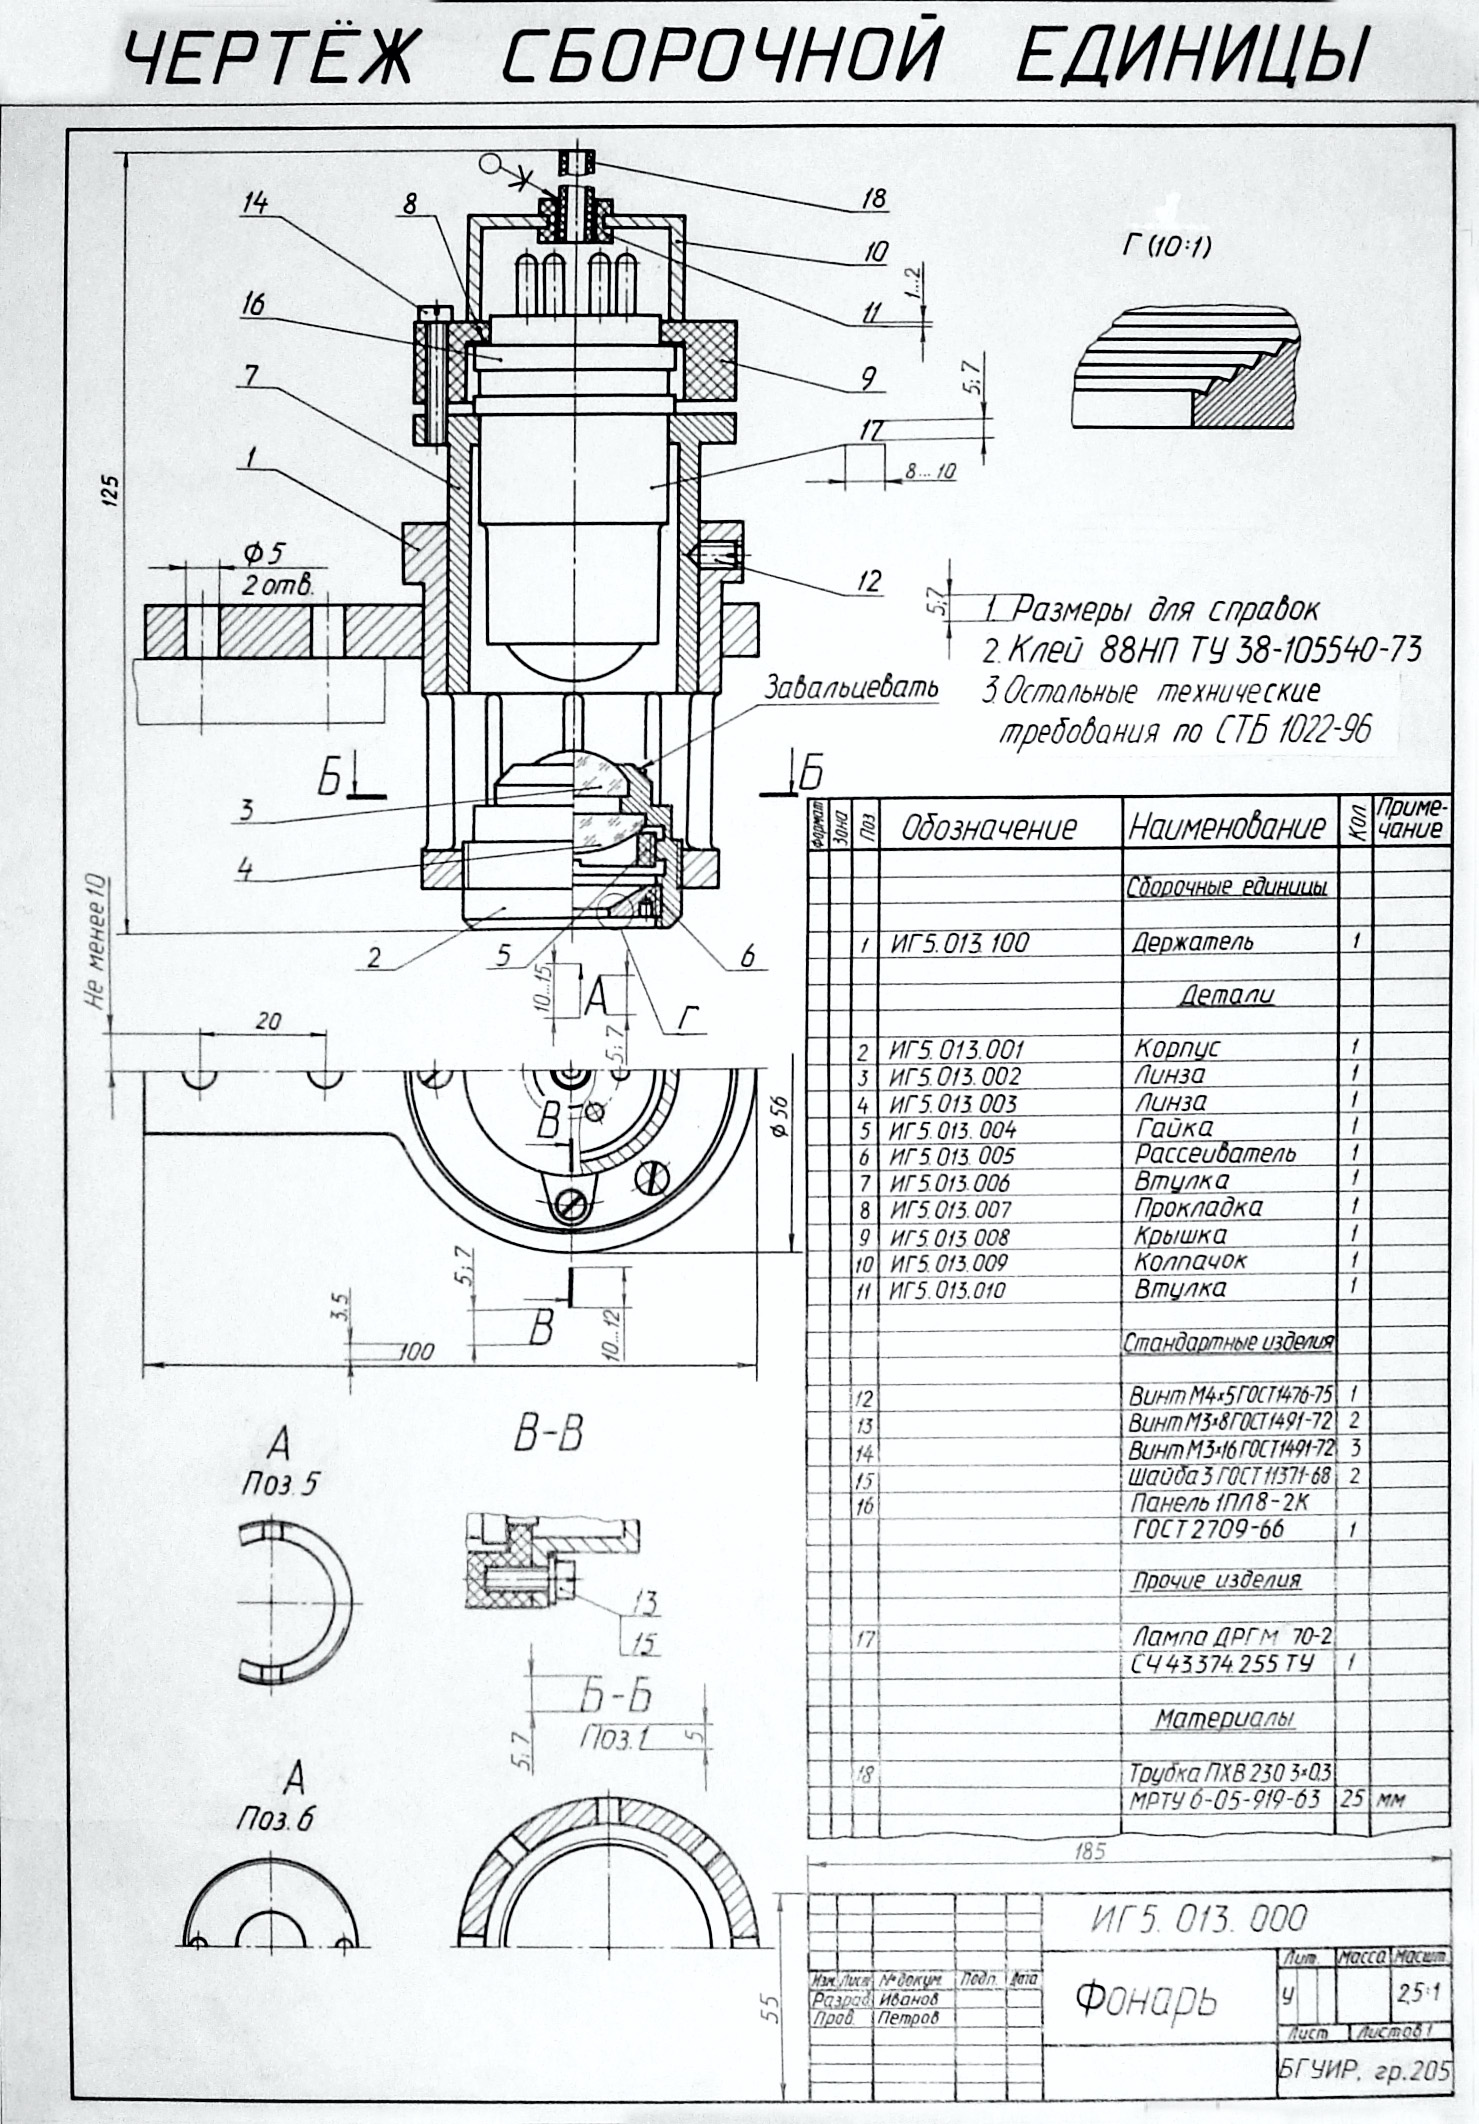 ЧЕРТЁЖ СБОРОЧНОЙ ЕДИНИЦЫ
18
14
8
10
1...2
Г (10:1)
16
11
7
9
5; 7
17
8...10
1
125
Ф5
2 отв.
12
5; 7
1. Размеры для справок
2. Клей 88НП ТУ 38-105540-73
3. Остальные технические
требования по СТБ 1022-96
Завальцевать
Б
Б
3
4
2
5
6
Не менее 10
10...15
А
5; 7
Г
20
В
Ф56
5; 7
3,5
100
В
10...12
А
Поз. 5
В-В
13
15
Б-Б
Поз. 1
5; 7
5
А
Поз. 6
Формат Зона Поз Обозначение Наименование Кол. Приме-
чание
Сборочные единицы
1 ИГ5.013.100 Держатель 1
Детали
2 ИГ5.013.001 Корпус 1
3 ИГ5.013.002 Линза 1
4 ИГ5.013.003 Линза 1
5 ИГ5.013.004 Гайка 1
6 ИГ5.013.005 Рассеиватель 1
7 ИГ5.013.006 Втулка 1
8 ИГ5.013.007 Прокладка 1
9 ИГ5.013.008 Крышка 1
10 ИГ5.013.009 Колпачок 1
11 ИГ5.013.010 Втулка 1
Стандартные изделия
12 Винт М4×5 ГОСТ1476-75 1
13 Винт М3×8 ГОСТ1491-72 2
14 Винт М3×16 ГОСТ1491-72 3
15 Шайба 3 ГОСТ 11371-68 2
16 Панель 1ПЛ8-2К
ГОСТ 2709-66 1
Прочие изделия
17 Лампа ДРГМ 70-2
СЧ 43.374.255 ТУ 1
Материалы
18 Трубка ПХВ 230 3×0,3
МРТУ 6-05-919-63 25 мм
185
55
ИГ5. 013. 000
Лит. Масса Масшт.
Изм. Лист № докум. Подп. Дата
Разраб. Иванов
Пров. Петров
Фонарь
У 2,5:1
Лист Листов 1
БГУИР, гр.205